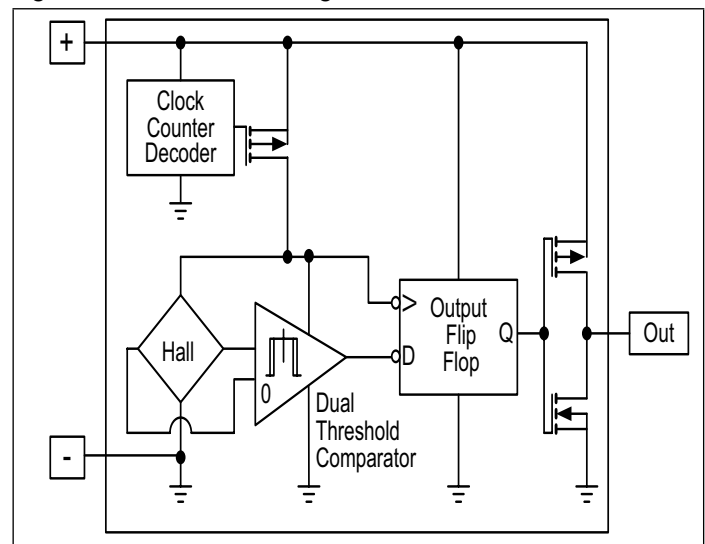 +
Clock
Counter
Decoder
Hall
0
Dual
Threshold
Comparator
>
D
Output
Flip
Flop
Q
Out
-